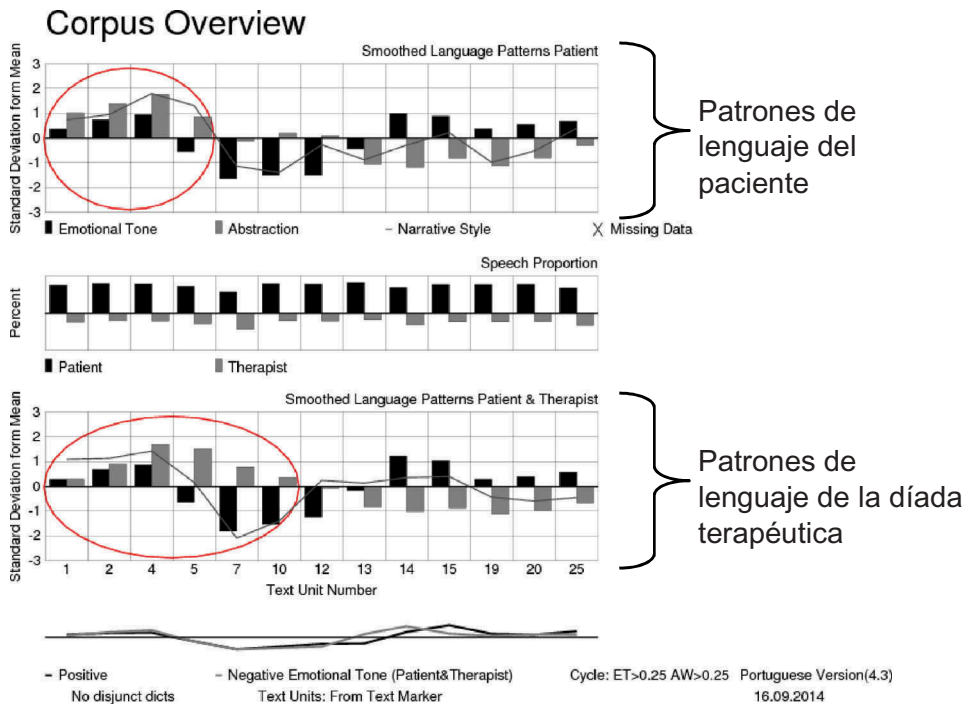 Corpus Overview
Smoothed Language Patterns Patient
Standard Deviation form Mean
3
2
1
0
-1
-2
-3
Emotional Tone
Abstraction
– Narrative Style
X Missing Data
Patrones de
lenguaje del
paciente
Speech Proportion
Percent
Patient
Therapist
Smoothed Language Patterns Patient & Therapist
Standard Deviation form Mean
3
2
1
0
-1
-2
-3
1 2 4 5 7 10 12 13 14 15 19 20 25
Text Unit Number
Patrones de
lenguaje de la díada
terapéutica
– Positive
– Negative Emotional Tone (Patient&Therapist)
Cycle: ET>0.25 AW>0.25
Portuguese Version(4.3)
No disjunct dicts
Text Units: From Text Marker
16.09.2014